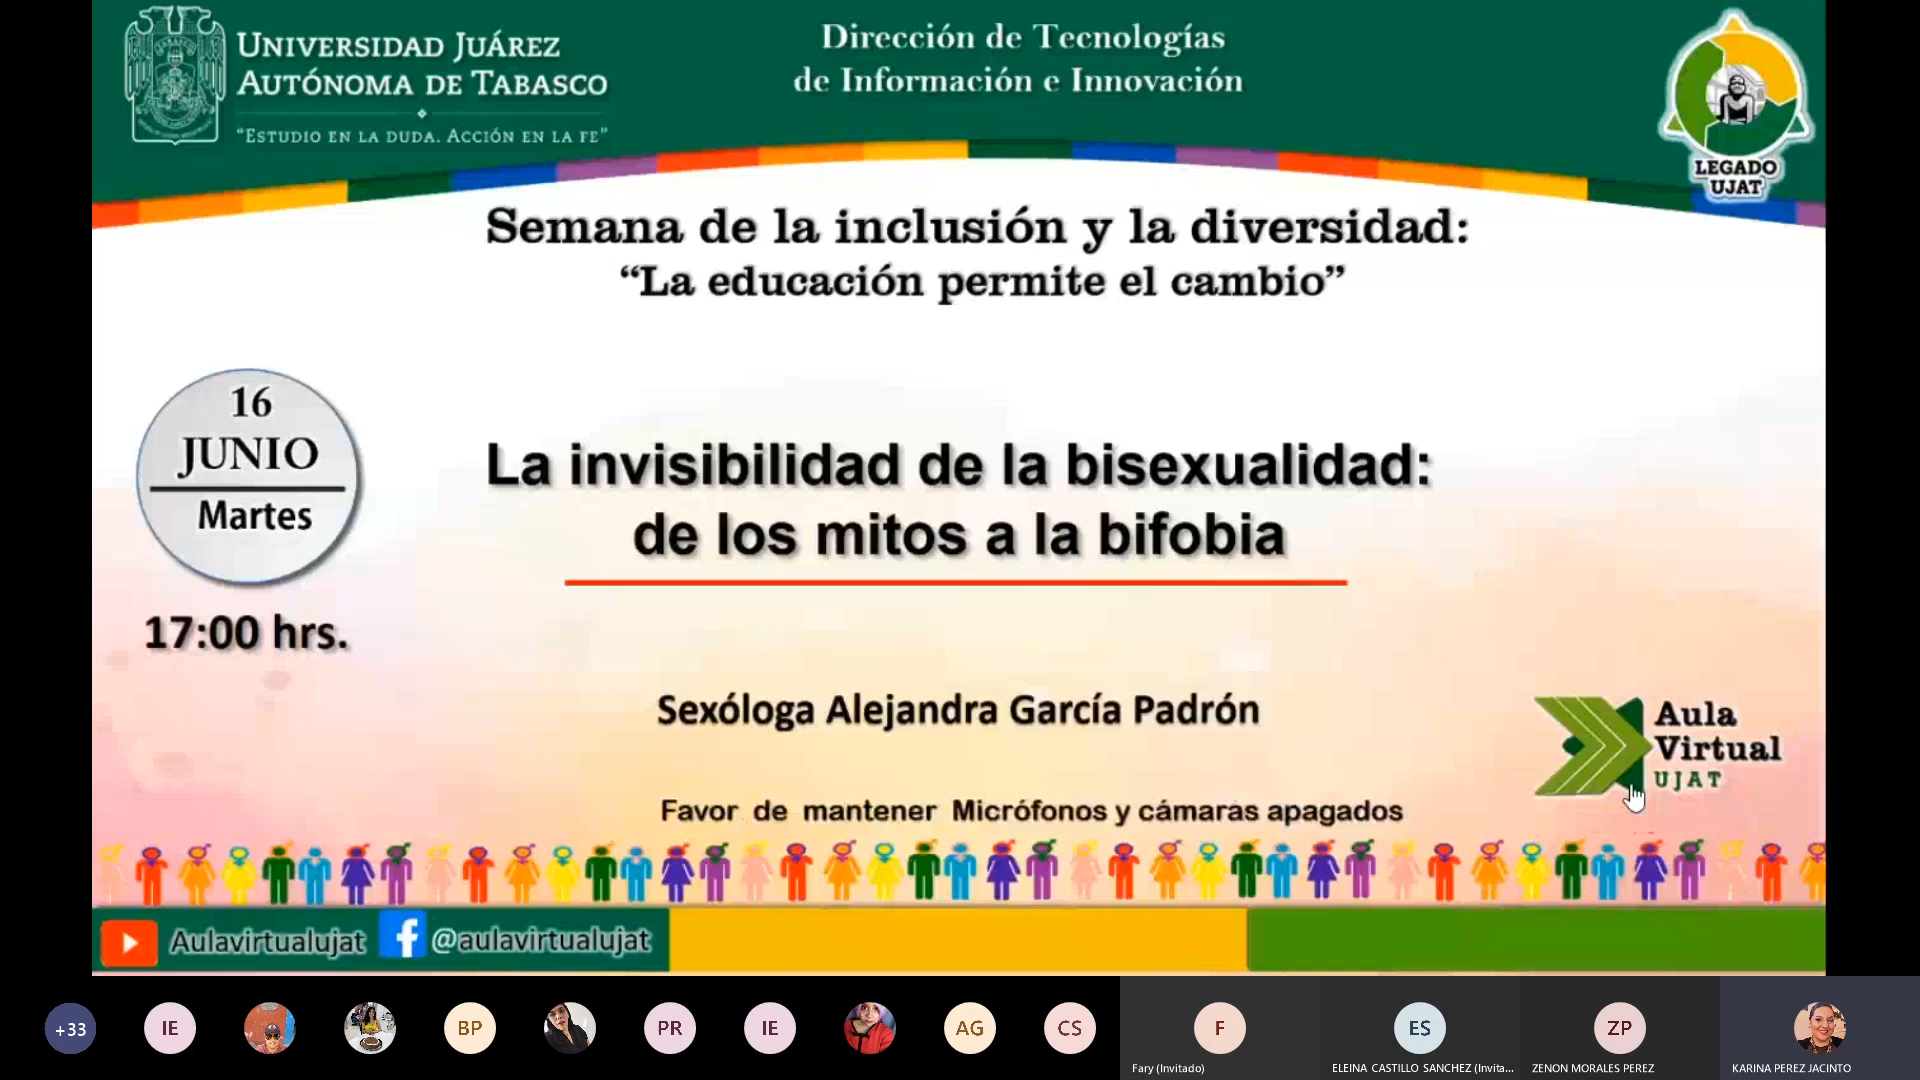 UNIVERSIDAD JUÁREZ
AUTÓNOMA DE TABASCO
“ESTUDIO EN LA DUDA. ACCIÓN EN LA FE”
Dirección de Tecnologías
de Información e Innovación
LEGADO
UJAT
Semana de la inclusión y la diversidad:
“La educación permite el cambio”
16
JUNIO
Martes
17:00 hrs.
La invisibilidad de la bisexualidad:
de los mitos a la bifobia
Sexóloga Alejandra García Padrón
Aula
Virtual
UJAT
Favor de mantener Micrófonos y cámaras apagados
Aulavirtualujat
@aulavirtualujat
+33
IE
BP
PR
IE
AG
CS
F
ES
ZP
Fary (Invitado)
ELEINA CASTILLO SANCHEZ (Invita...
ZENON MORALES PEREZ
KARINA PEREZ JACINTO